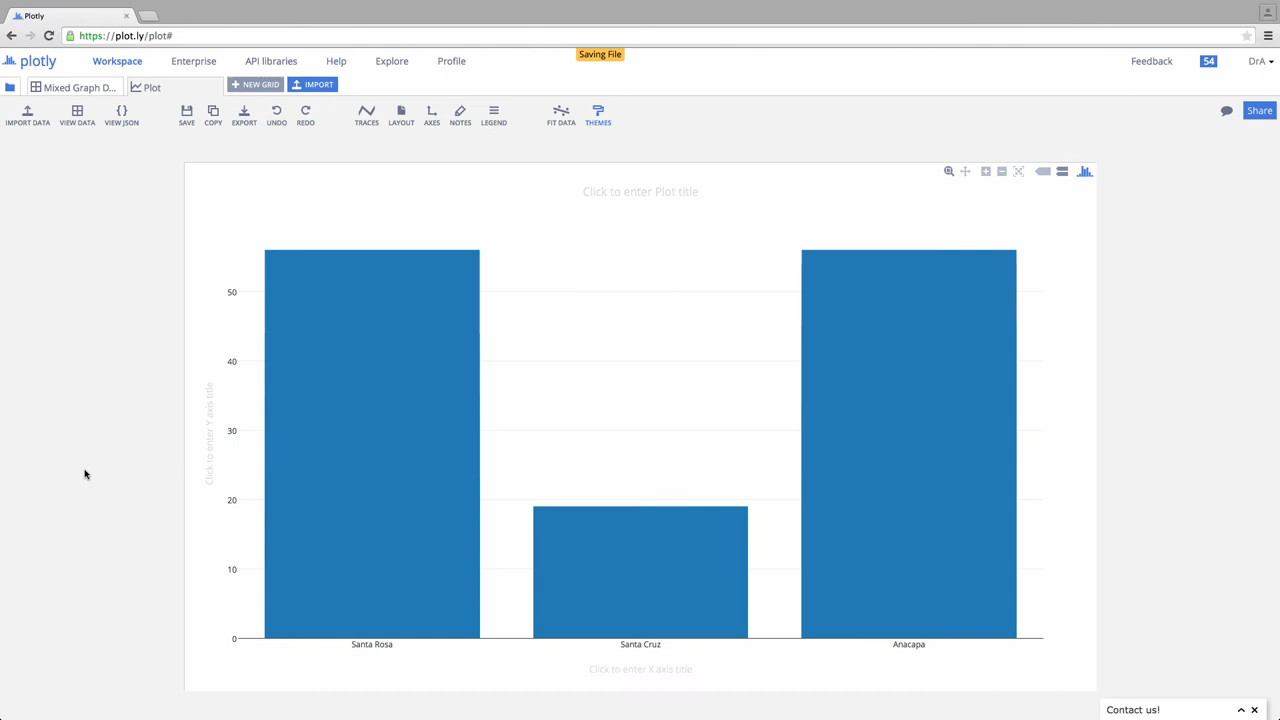 Plotly
https://plot.ly/plot#
plotly Workspace Enterprise API libraries Help Explore Profile Saving File Feedback 54 DrA
Mixed Graph D... Plot NEW GRID IMPORT
IMPORT DATA VIEW DATA VIEW JSON SAVE COPY EXPORT UNDO REDO TRACES LAYOUT AXES NOTES LEGEND FIT DATA THEMES Share
Click to enter Plot title
Click to enter Y axis title
50
40
30
20
10
0
Santa Rosa Santa Cruz Anacapa
Click to enter X axis title
Contact us!